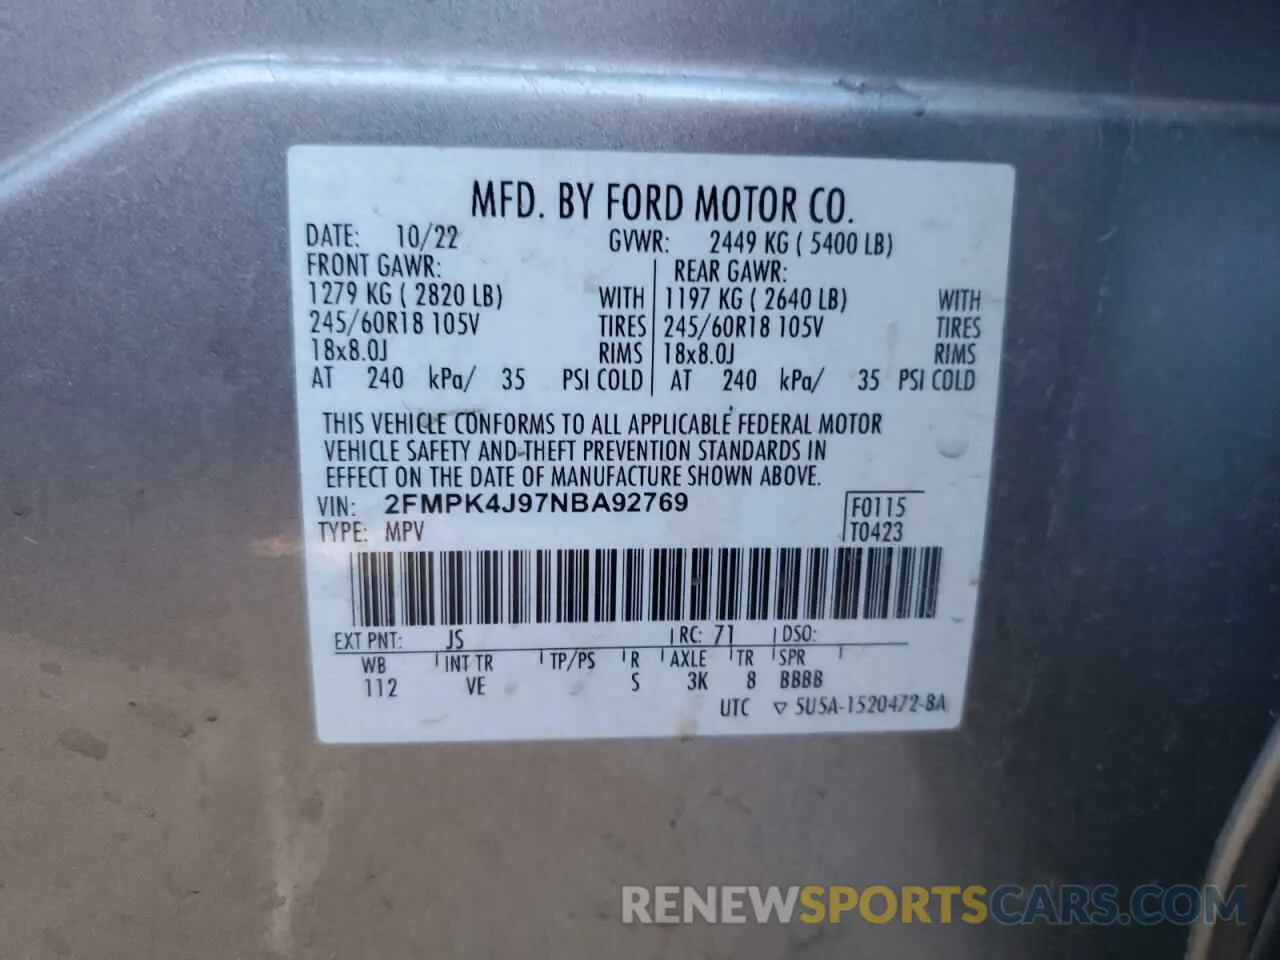 MFD. BY FORD MOTOR CO.
DATE: 10/22 GVWR: 2449 KG ( 5400 LB)
FRONT GAWR: REAR GAWR:
1279 KG ( 2820 LB) WITH 1197 KG ( 2640 LB) WITH
245/60R18 105V TIRES 245/60R18 105V TIRES
18x8.0J RIMS 18x8.0J RIMS
AT 240 kPa/ 35 PSI COLD AT 240 kPa/ 35 PSI COLD
THIS VEHICLE CONFORMS TO ALL APPLICABLE FEDERAL MOTOR
VEHICLE SAFETY AND THEFT PREVENTION STANDARDS IN
EFFECT ON THE DATE OF MANUFACTURE SHOWN ABOVE.
VIN: 2FMPK4J97NBA92769 F0115
TYPE: MPV T0423
EXT PNT: JS RC: 71 DSO:
WB INT TR TP/PS R AXLE TR SPR
112 VE S 3K 8 BBBB
UTC ▽ 5U5A-1520472-BA
RENEWSPORTSCARS.COM